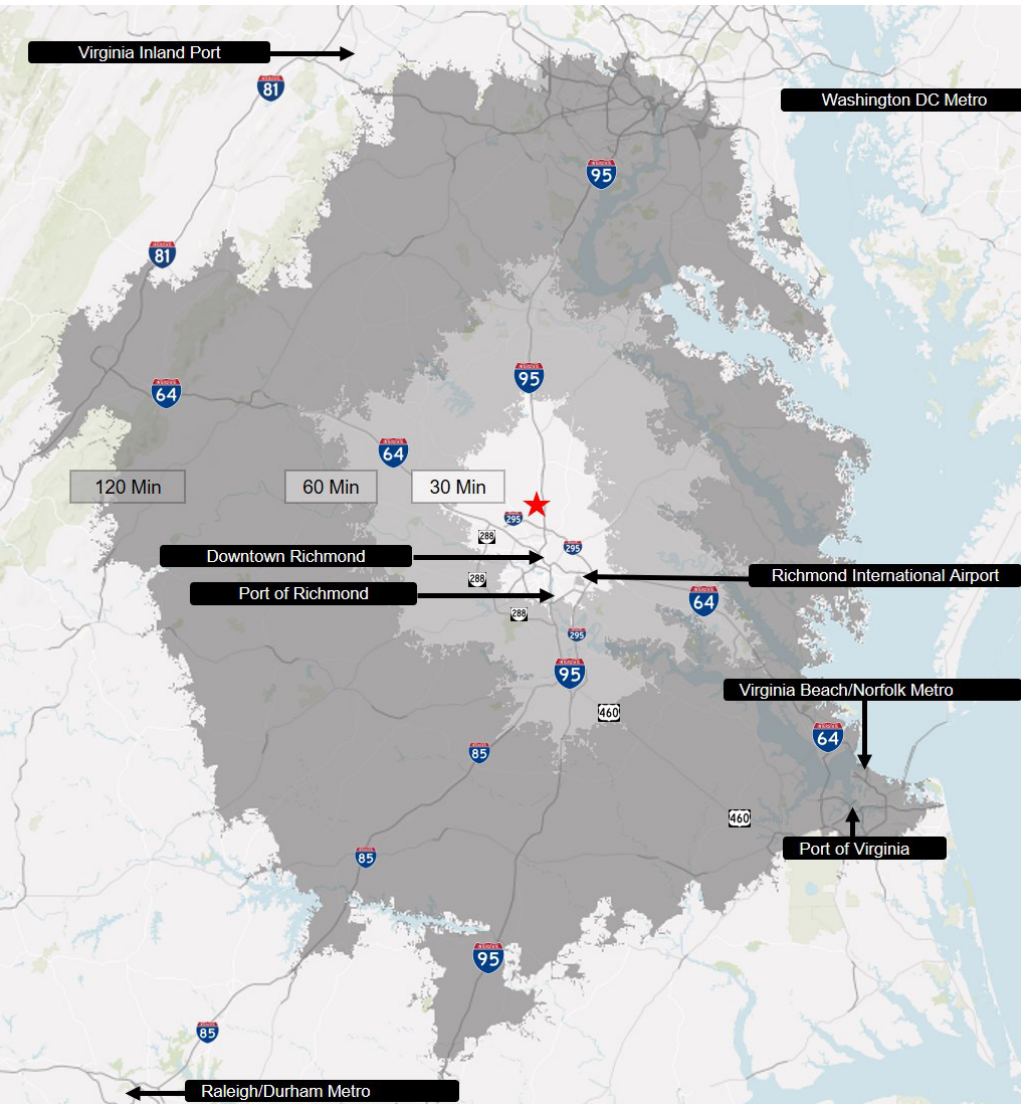 Virginia Inland Port
81
Washington DC Metro
95
81
95
64
64
120 Min
60 Min
30 Min
295
288
295
Downtown Richmond
Richmond International Airport
288
Port of Richmond
64
288
295
95
Virginia Beach/Norfolk Metro
460
64
85
460
Port of Virginia
85
95
85
Raleigh/Durham Metro